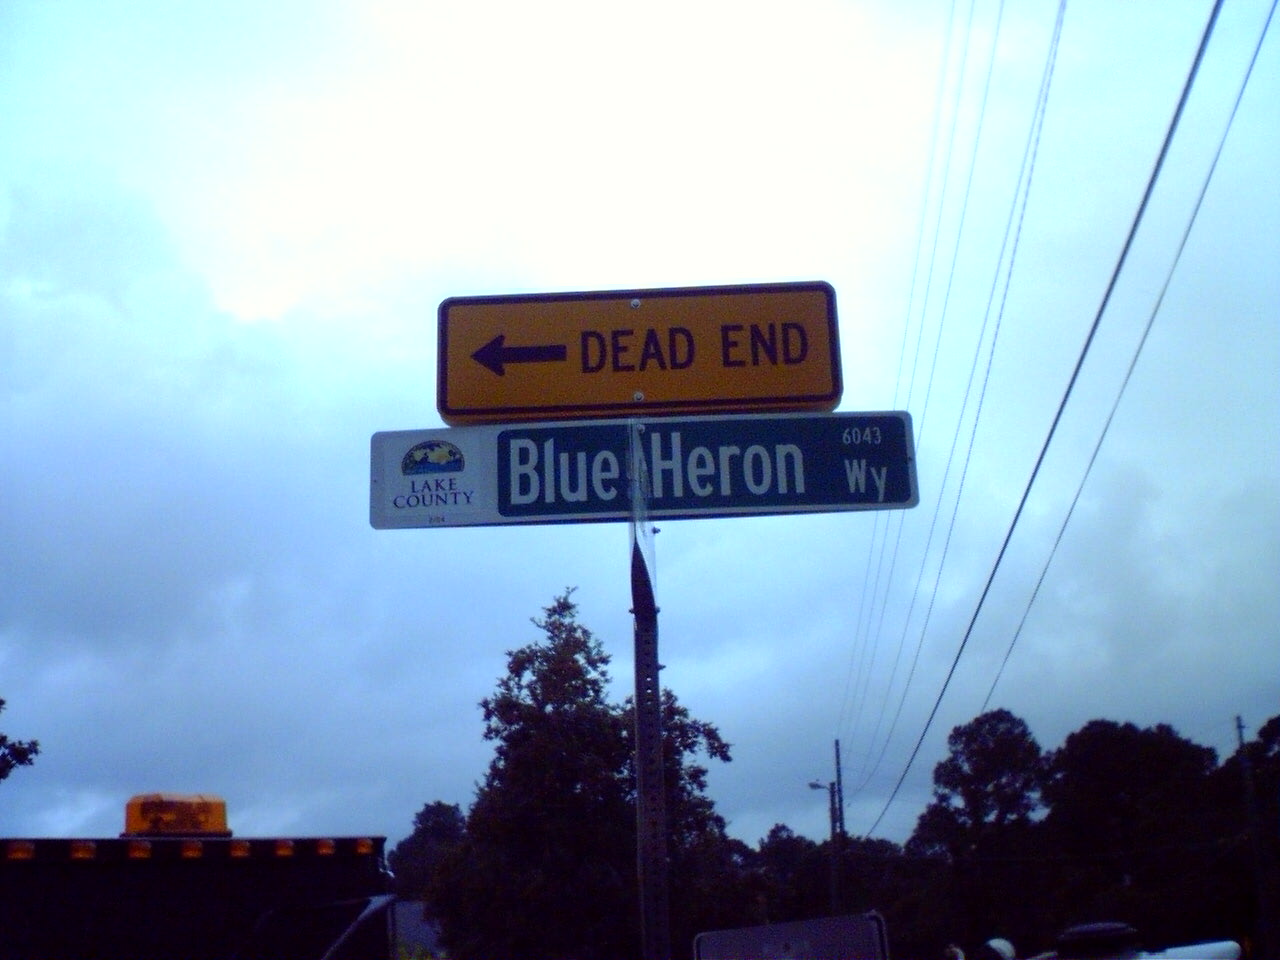 DEAD END
LAKE
COUNTY
Blue Heron
6043
Wy